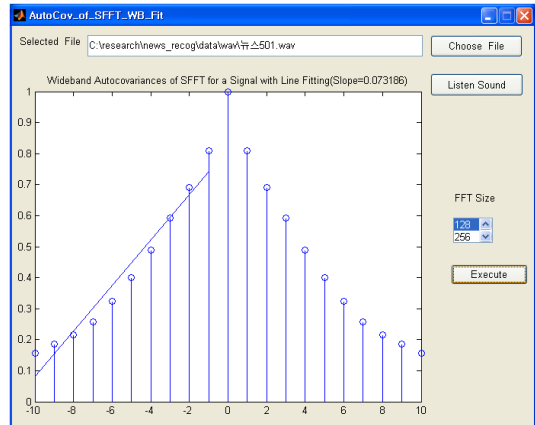 AutoCov_of_SFFT_WB_Fit
Selected File
C:\research\news_recog\data\wav\뉴스501.wav
Choose File
Listen Sound
Wideband Autocovariances of SFFT for a Signal with Line Fitting(Slope=0.073186)
1
0.9
0.8
0.7
0.6
0.5
0.4
0.3
0.2
0.1
0
-10 -8 -6 -4 -2 0 2 4 6 8 10
FFT Size
128
256
Execute